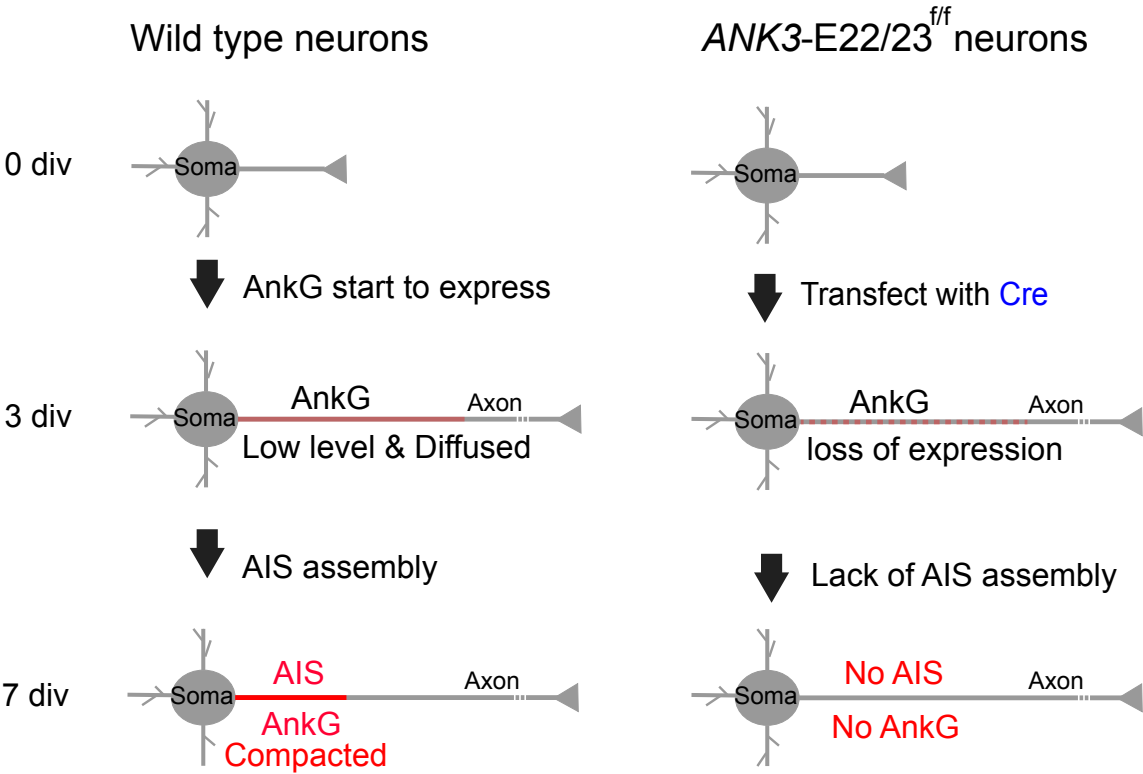 Wild type neurons
ANK3-E22/23f/f neurons
0 div
Soma
Soma
AnkG start to express
Transfect with Cre
3 div
Soma
AnkG
Axon
Low level & Diffused
Soma
AnkG
Axon
loss of expression
AIS assembly
Lack of AIS assembly
7 div
Soma
AIS
Axon
AnkG
Compacted
Soma
No AIS
Axon
No AnkG